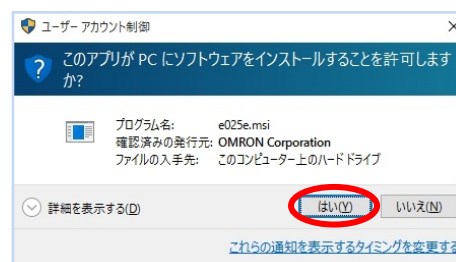 ユーザー アカウント制御
このアプリが PC にソフトウェアをインストールすることを許可します
か?
プログラム名: e025e.msi
確認済みの発行元: OMRON Corporation
ファイルの入手先: このコンピューター上のハード ドライブ
詳細を表示する(D)
はい(Y)
いいえ(N)
これらの通知を表示するタイミングを変更する